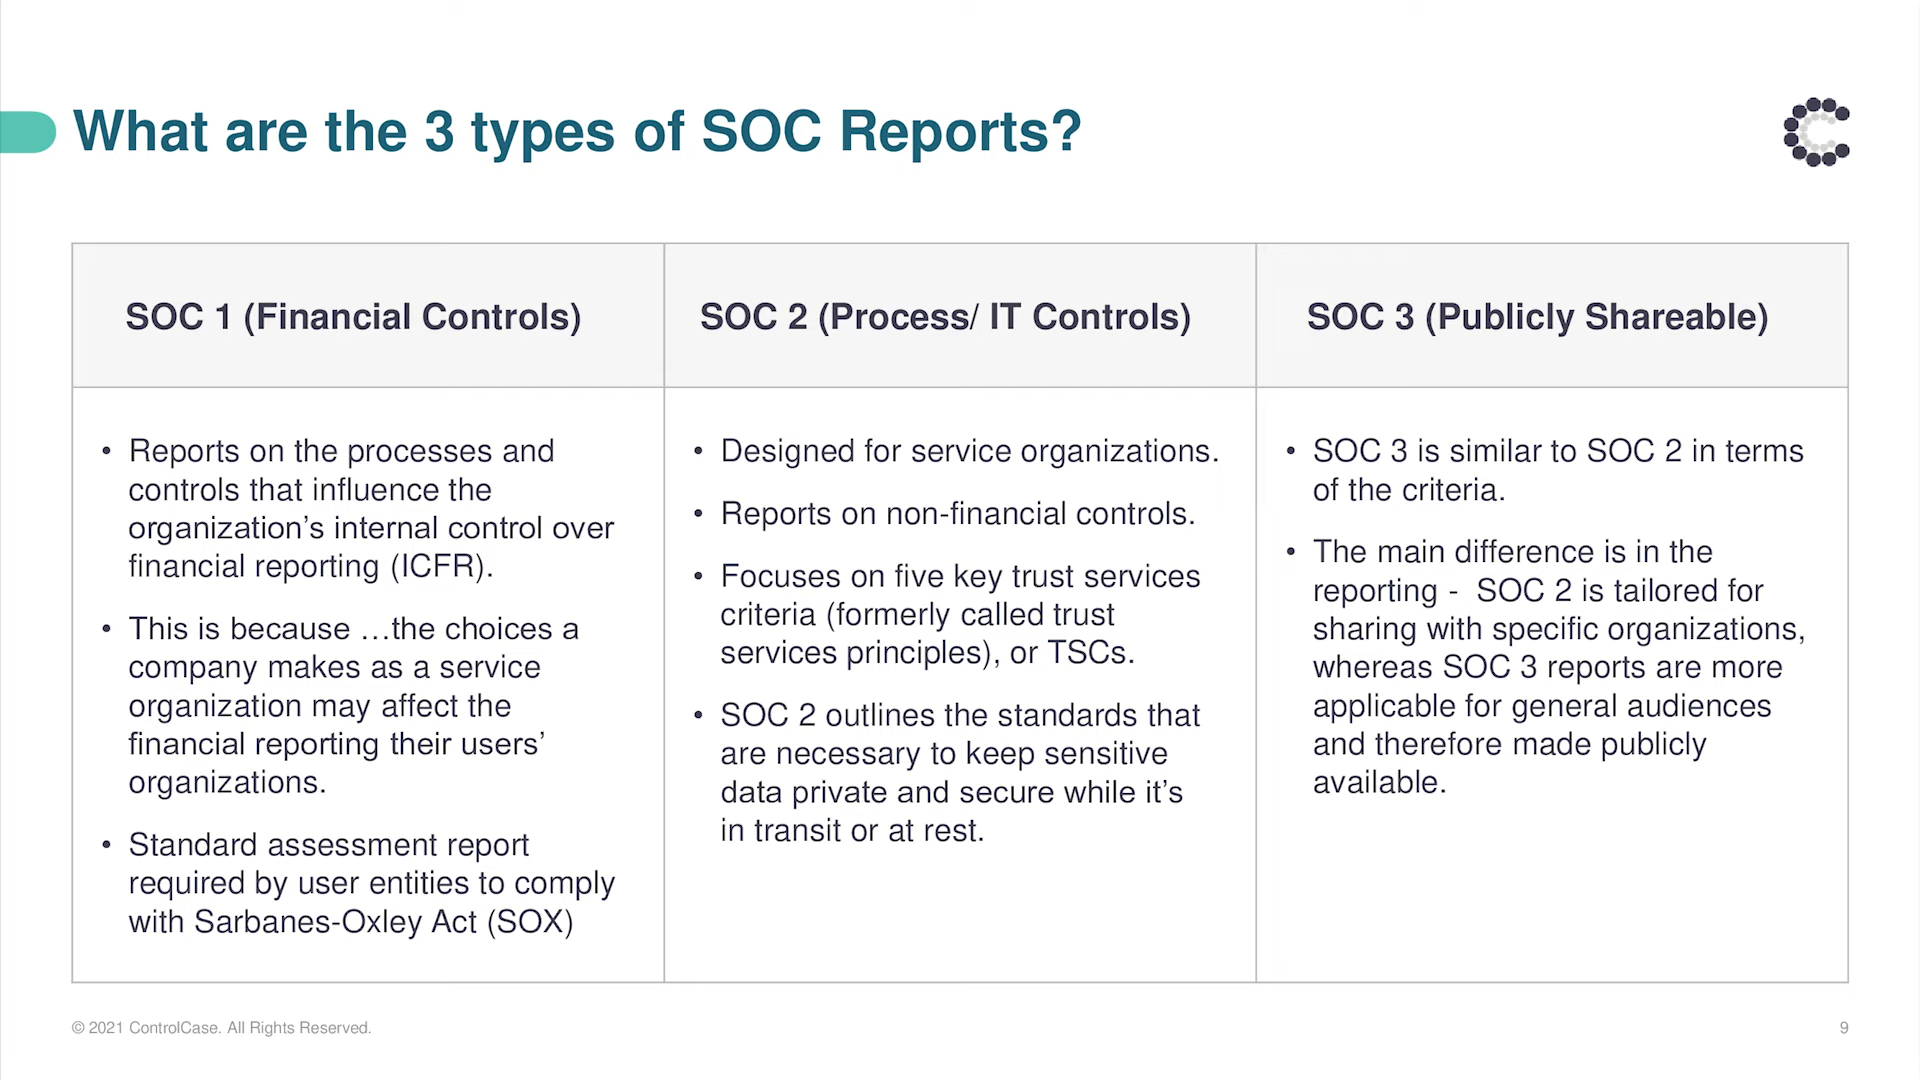 What are the 3 types of SOC Reports?
SOC 1 (Financial Controls)
• Reports on the processes and
controls that influence the
organization’s internal control over
financial reporting (ICFR).
• This is because …the choices a
company makes as a service
organization may affect the
financial reporting their users’
organizations.
• Standard assessment report
required by user entities to comply
with Sarbanes-Oxley Act (SOX)
SOC 2 (Process/ IT Controls)
• Designed for service organizations.
• Reports on non-financial controls.
• Focuses on five key trust services
criteria (formerly called trust
services principles), or TSCs.
• SOC 2 outlines the standards that
are necessary to keep sensitive
data private and secure while it’s
in transit or at rest.
SOC 3 (Publicly Shareable)
• SOC 3 is similar to SOC 2 in terms
of the criteria.
• The main difference is in the
reporting -  SOC 2 is tailored for
sharing with specific organizations,
whereas SOC 3 reports are more
applicable for general audiences
and therefore made publicly
available.
© 2021 ControlCase. All Rights Reserved.
9